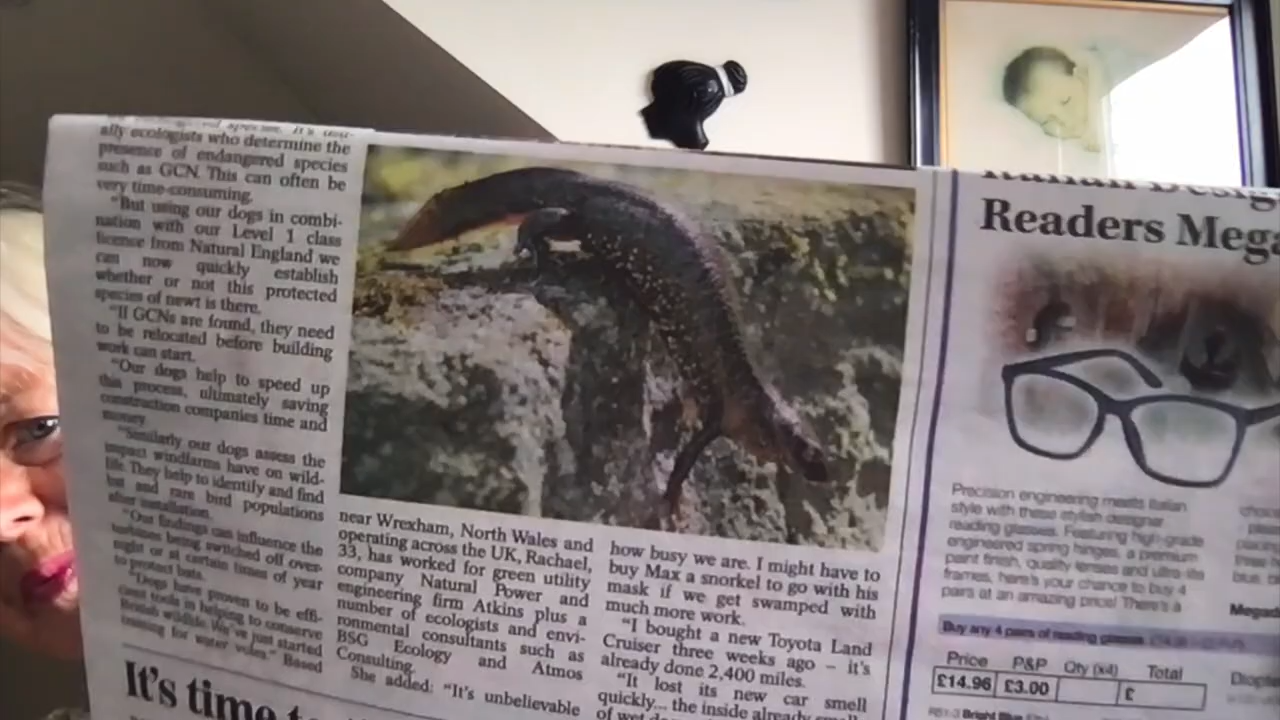 ally ecologists who determine the
presence of endangered species
such as GCN. This can often be
very time-consuming.
"But using our dogs in combi-
nation with our Level 1 class
licence from Natural England we
can now quickly establish
whether or not this protected
species of newt is there.
"If GCNs are found, they need
to be relocated before building
work can start.
"Our dogs help to speed up
this process, ultimately saving
construction companies time and
money.
"Similarly our dogs assess the
impact windfarms have on wild-
life. They help to identify and find
bat and rare bird populations
after installation.
"Our findings can influence the
turbines being switched off over-
night or at certain times of year
to protect bats.
"Dogs have proven to be effi-
cient tools in helping to conserve
British wildlife. We've just started
training for water voles." Based
near Wrexham, North Wales and
operating across the UK, Rachael,
33, has worked for green utility
company Natural Power and
engineering firm Atkins plus a
number of ecologists and envi-
ronmental consultants such as
BSG Ecology and Atmos
Consulting.
She added: "It's unbelievable
how busy we are. I might have to
buy Max a snorkel to go with his
mask if we get swamped with
much more work.
"I bought a new Toyota Land
Cruiser three weeks ago – it's
already done 2,400 miles.
"It lost its new car smell
quickly... the inside already smell
of wet
It's time
Italian Desig
Readers Mega
Precision engineering meets Italian
style with these stylish designer
reading glasses. Featuring high-grade
engineered spring hinges, a premium
paint finish, quality lenses and ultra-lite
frames, here's your chance to buy 4
pairs at an amazing price! There's a
Buy any 4 pairs of reading glasses
Price P&P Qty (x4) Total
£14.96 £3.00 £